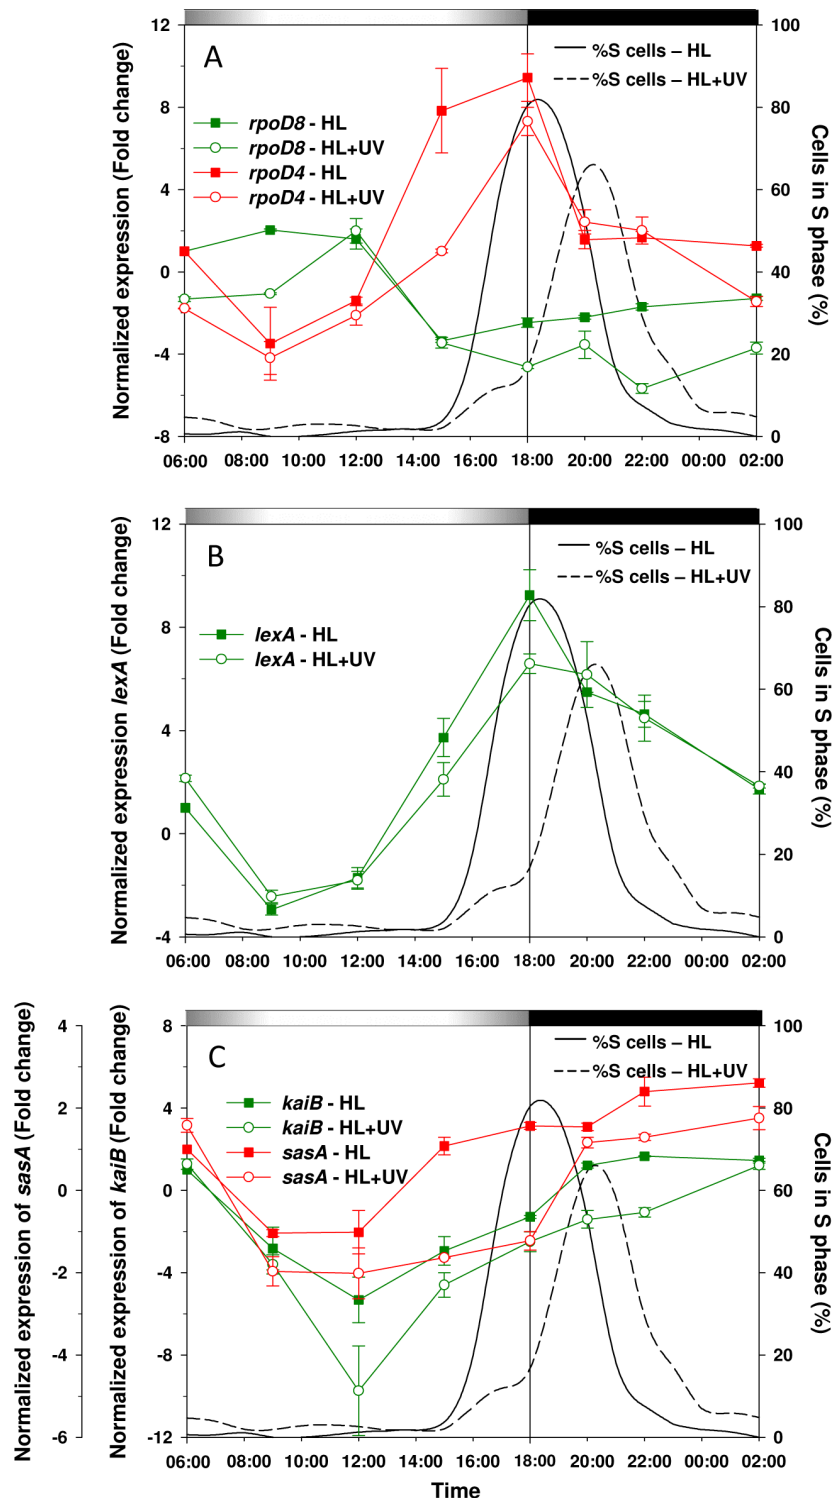 A
%S cells – HL
%S cells – HL+UV
rpoD8 - HL
rpoD8 - HL+UV
rpoD4 - HL
rpoD4 - HL+UV
Normalized expression (Fold change)
12
8
4
0
-4
-8
100
80
60
40
20
0
Cells in S phase (%)
06:00 08:00 10:00 12:00 14:00 16:00 18:00 20:00 22:00 00:00 02:00
B
%S cells – HL
%S cells – HL+UV
lexA - HL
lexA - HL+UV
Normalized expression lexA (Fold change)
12
8
4
0
-4
100
80
60
40
20
0
Cells in S phase (%)
06:00 08:00 10:00 12:00 14:00 16:00 18:00 20:00 22:00 00:00 02:00
C
%S cells – HL
%S cells – HL+UV
kaiB - HL
kaiB - HL+UV
sasA - HL
sasA - HL+UV
Normalized expression of sasA (Fold change)
4
2
0
-2
-4
-6
Normalized expression of kaiB (Fold change)
8
4
0
-4
-8
-12
100
80
60
40
20
0
Cells in S phase (%)
06:00 08:00 10:00 12:00 14:00 16:00 18:00 20:00 22:00 00:00 02:00
Time